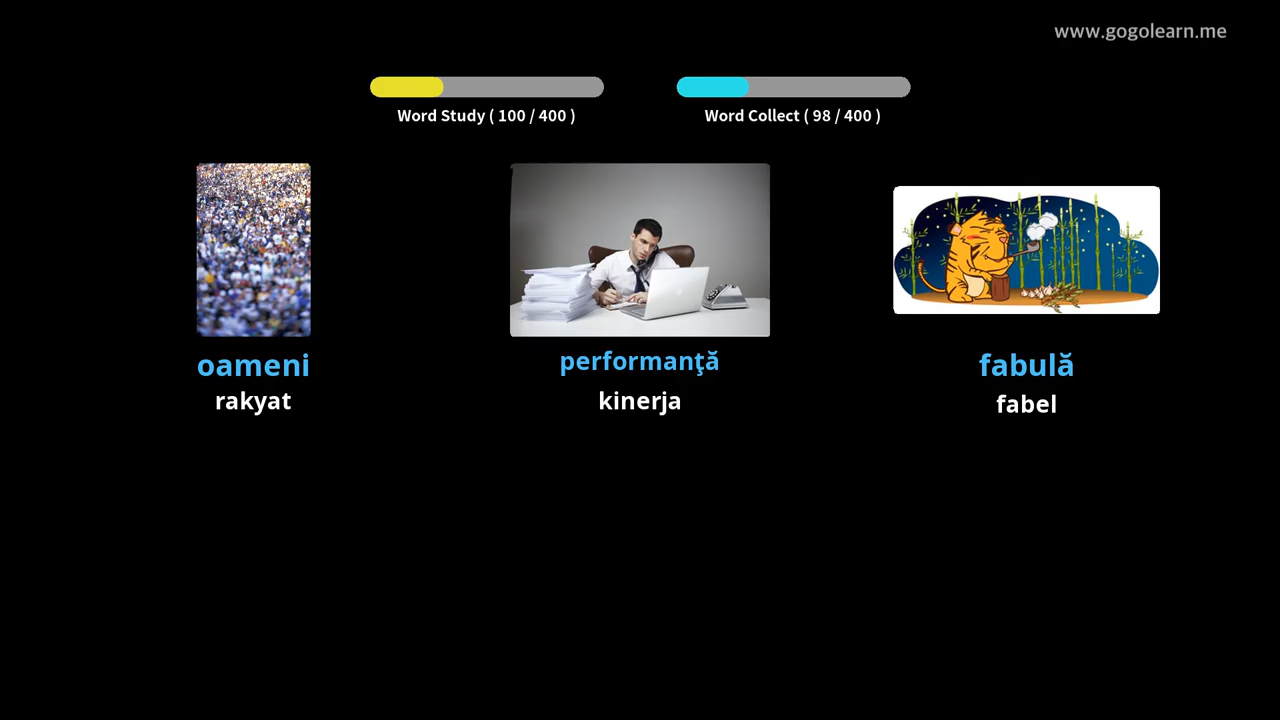 www.gogolearn.me
Word Study ( 100 / 400 )
Word Collect ( 98 / 400 )
oameni
rakyat
performanţă
kinerja
fabulă
fabel